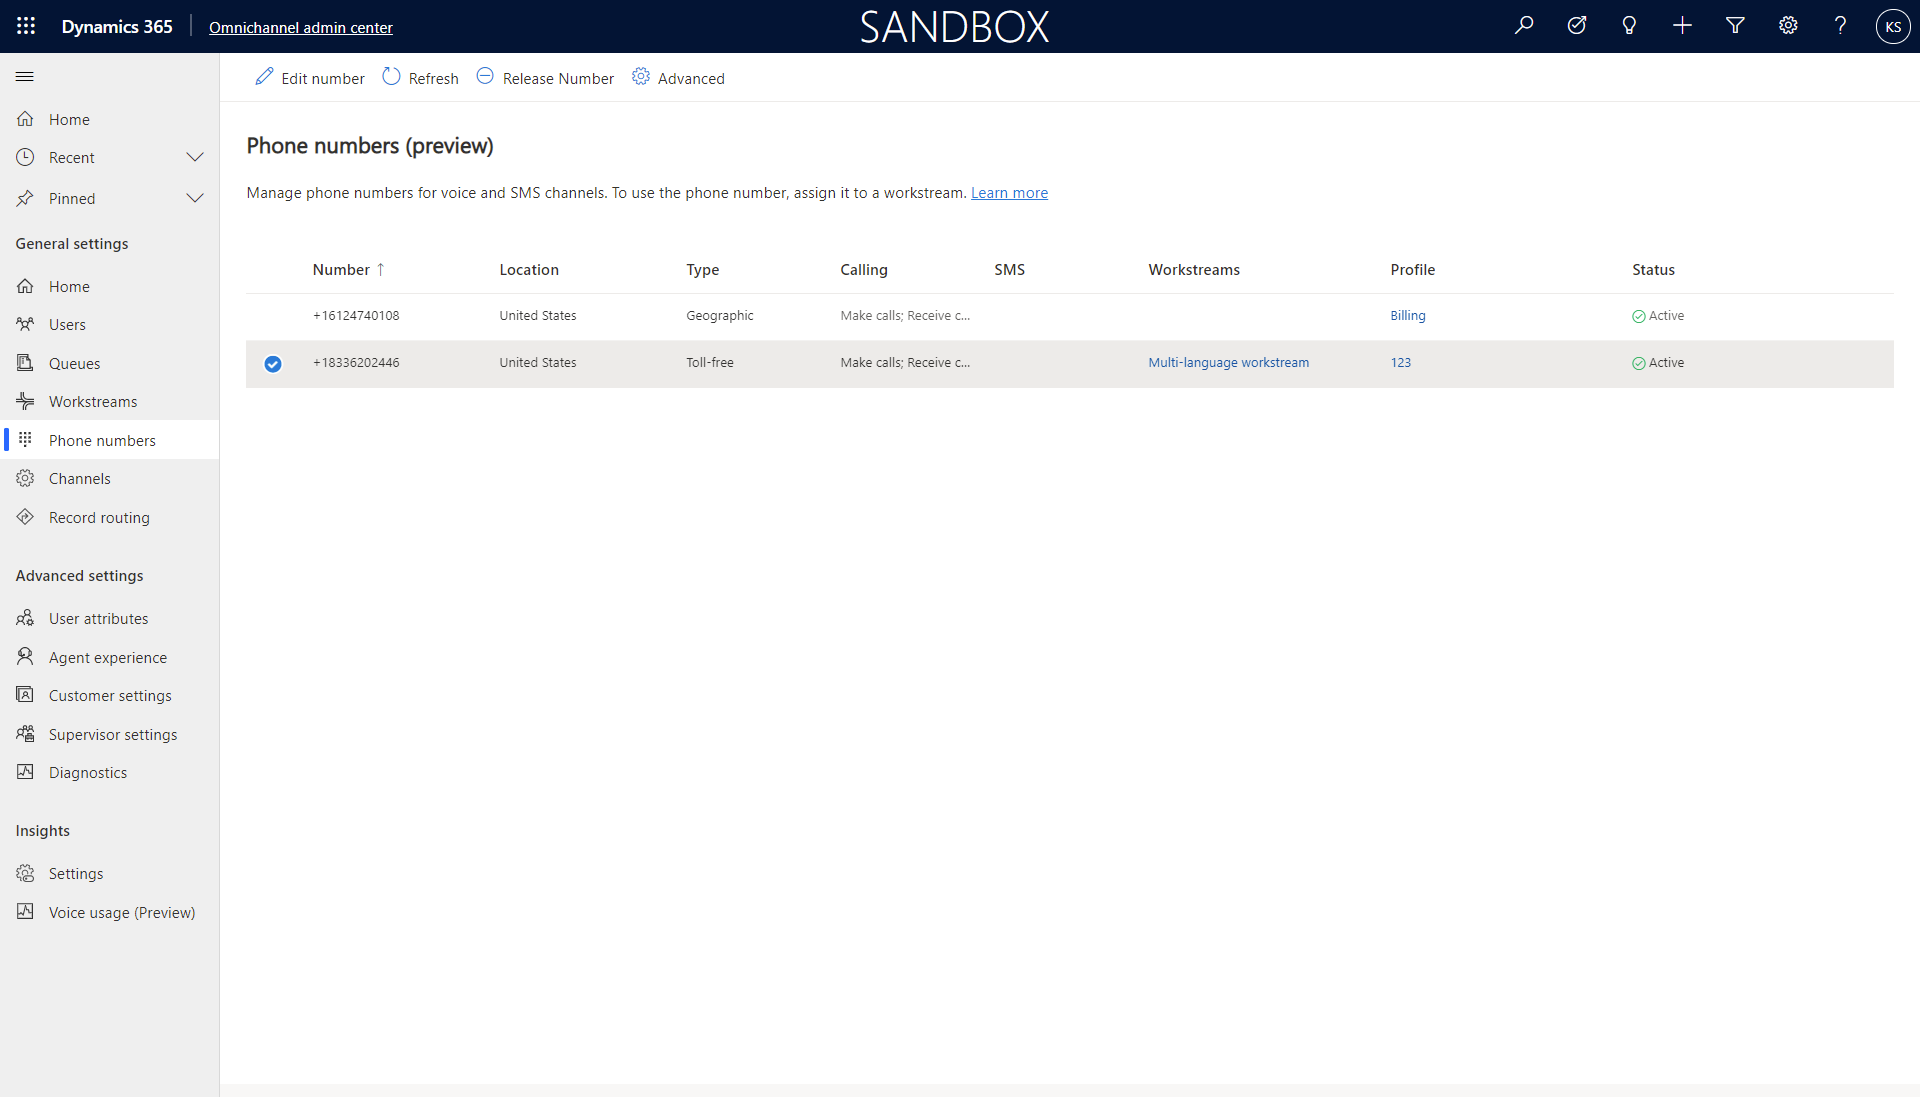 Dynamics 365 Omnichannel admin center SANDBOX KS
Edit number Refresh Release Number Advanced
Home
Recent
Pinned
General settings
Home
Users
Queues
Workstreams
Phone numbers
Channels
Record routing
Advanced settings
User attributes
Agent experience
Customer settings
Supervisor settings
Diagnostics
Insights
Settings
Voice usage (Preview)
Phone numbers (preview)
Manage phone numbers for voice and SMS channels. To use the phone number, assign it to a workstream. Learn more
Number ↑ Location Type Calling SMS Workstreams Profile Status
+16124740108 United States Geographic Make calls; Receive c... Billing Active
+18336202446 United States Toll-free Make calls; Receive c... Multi-language workstream 123 Active